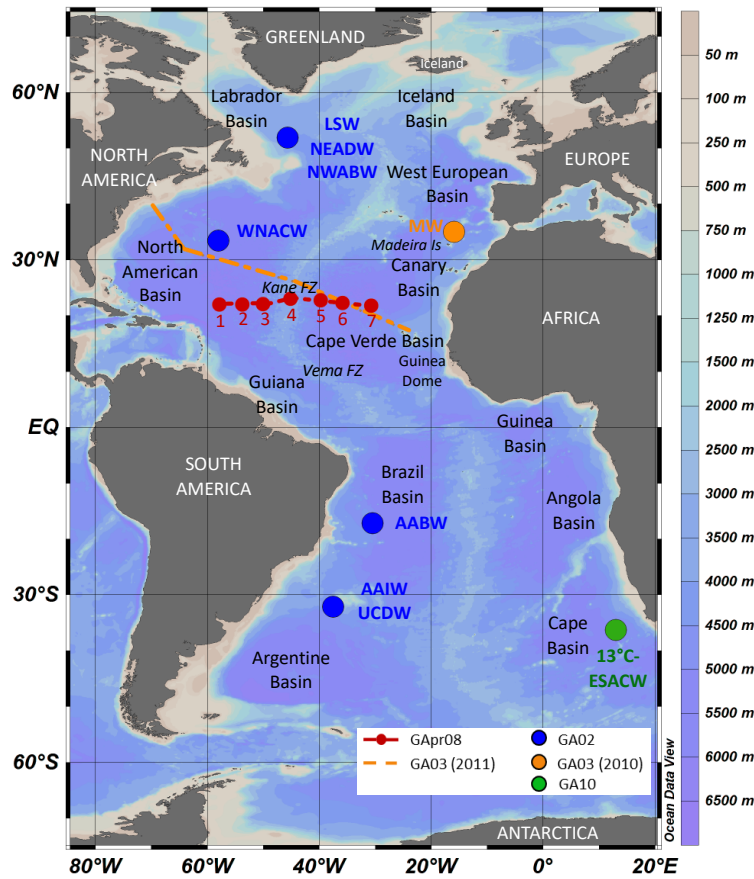 GREENLAND
Iceland
60°N
Labrador
Basin
Iceland
Basin
LSW
NEADW
NWABW
NORTH
AMERICA
EUROPE
West European
Basin
WNACW
MW
Madeira Is
30°N
North
American
Basin
Canary
Basin
Kane FZ
1 2 3 4 5 6 7
AFRICA
Cape Verde Basin
Vema FZ
Guinea
Dome
Guiana
Basin
EQ
Guinea
Basin
SOUTH
AMERICA
Brazil
Basin
Angola
Basin
AABW
30°S
AAIW
UCDW
Cape
Basin
13°C-
ESACW
Argentine
Basin
60°S
GApr08
GA03 (2011)
GA02
GA03 (2010)
GA10
ANTARCTICA
Ocean Data View
80°W 60°W 40°W 20°W 0° 20°E
50 m
100 m
250 m
500 m
750 m
1000 m
1250 m
1500 m
1750 m
2000 m
2500 m
3000 m
3500 m
4000 m
4500 m
5000 m
5500 m
6000 m
6500 m